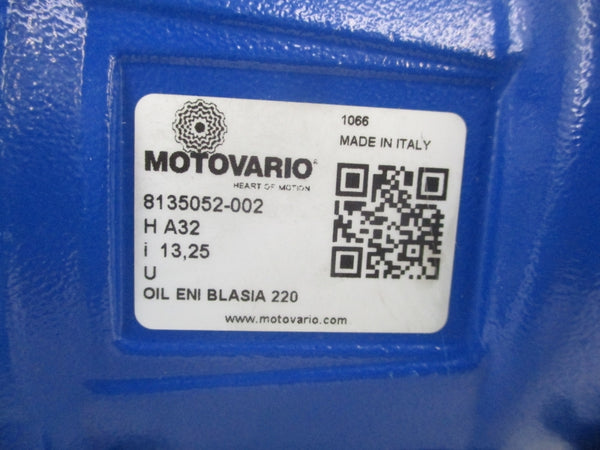 1066
MADE IN ITALY
MOTOVARIO
HEART OF MOTION
8135052-002
H A32
i 13,25
U
OIL ENI BLASIA 220
www.motovario.com